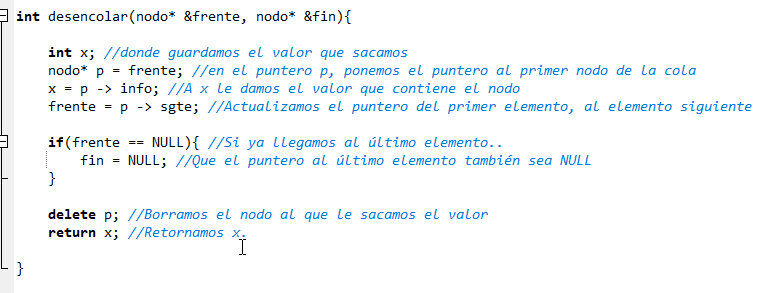 int desencolar(nodo* &frente, nodo* &fin){
int x; //donde guardamos el valor que sacamos
nodo* p = frente; //en el puntero p, ponemos el puntero al primer nodo de la cola
x = p -> info; //A x le damos el valor que contiene el nodo
frente = p -> sgte; //Actualizamos el puntero del primer elemento, al elemento siguiente
if(frente == NULL){ //Si ya llegamos al último elemento..
fin = NULL; //Que el puntero al último elemento también sea NULL
}
delete p; //Borramos el nodo al que le sacamos el valor
return x; //Retornamos x.
}